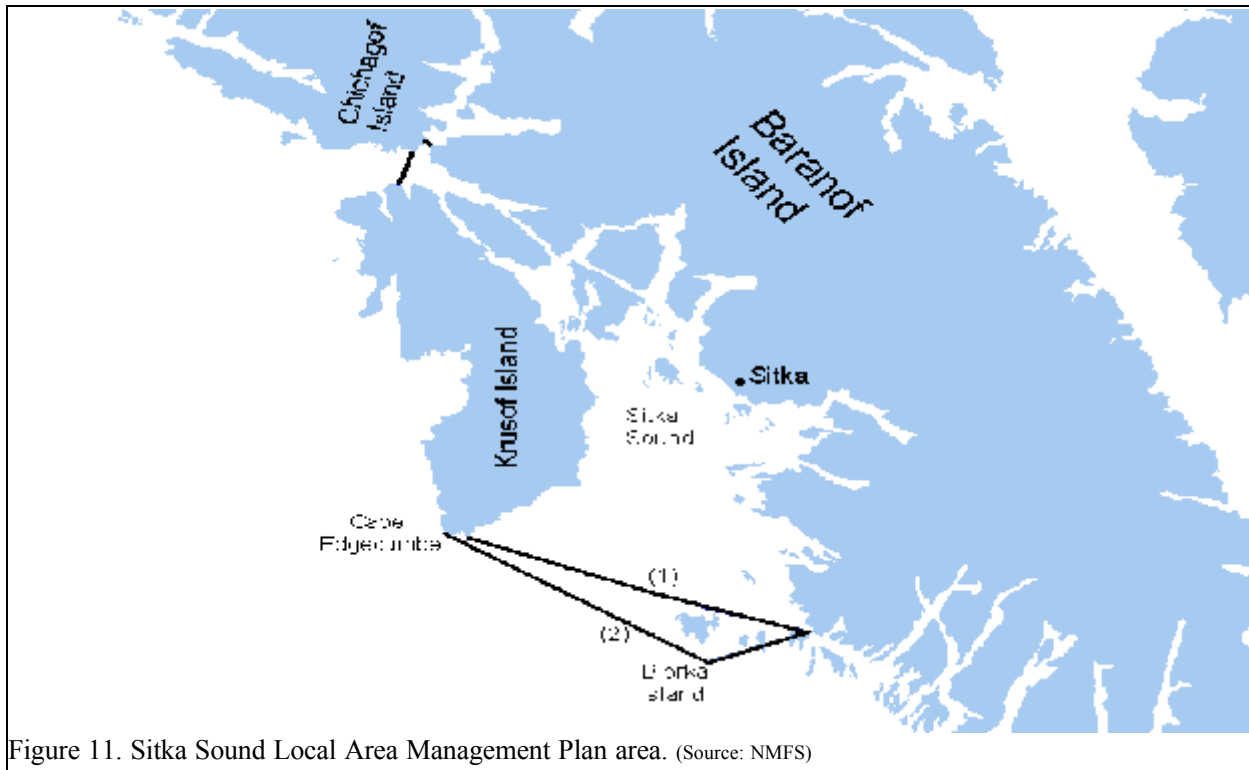 Chichagof
Island
Baranof
Island
Krusof Island
Sitka
Sitka
Sound
Cape
Edgecumbe
(1)
(2)
Biorka
Island
Figure 11. Sitka Sound Local Area Management Plan area. (Source: NMFS)